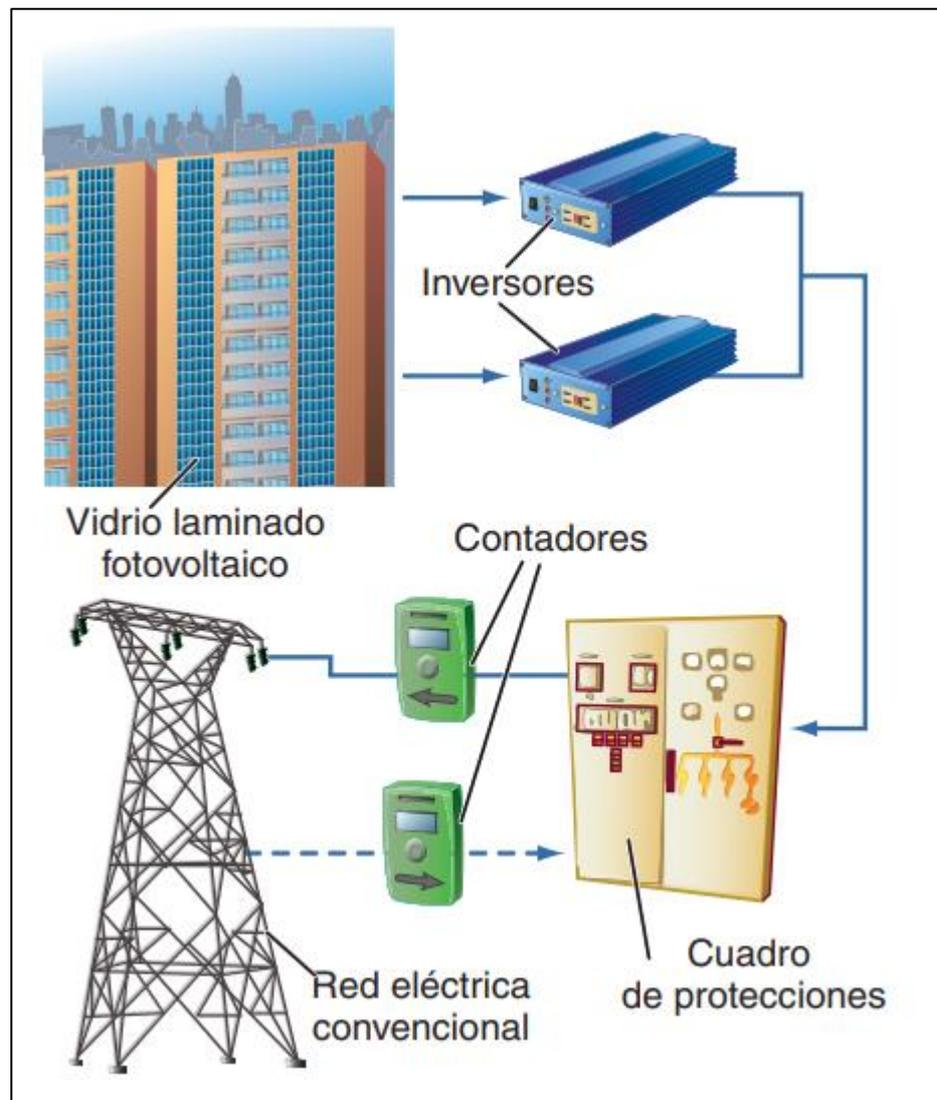 Inversores
Vidrio laminado
fotovoltaico
Contadores
Red eléctrica
convencional
Cuadro
de protecciones